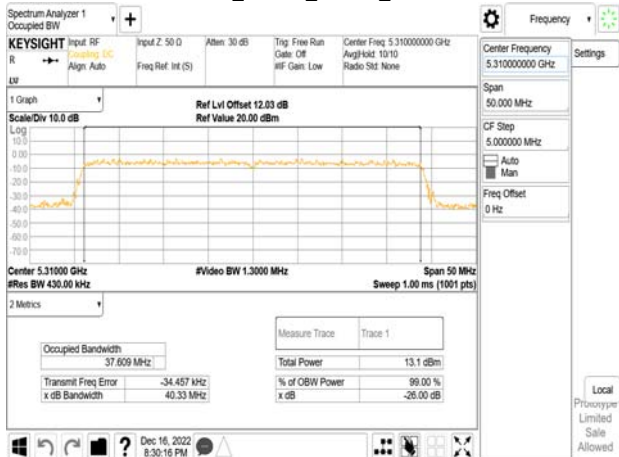 Spectrum Analyzer 1
Occupied BW
Frequency
KEYSIGHT
Input: RF
Coupling: DC
Align: Auto
Input Z: 50 Ω
Freq Ref: Int (S)
Atten: 30 dB
Trig: Free Run
Gate: Off
#IF Gain: Low
Center Freq: 5.310000000 GHz
Avg|Hold: 10/10
Radio Std: None
R
LXI
Center Frequency
5.310000000 GHz
Settings
Span
50.000 MHz
CF Step
5.000000 MHz
Auto
Man
Freq Offset
0 Hz
1 Graph
Scale/Div 10.0 dB
Ref Lvl Offset 12.03 dB
Ref Value 20.00 dBm
Log
10.0
0.00
-10.0
-20.0
-30.0
-40.0
-50.0
-60.0
-70.0
Center 5.31000 GHz
#Video BW 1.3000 MHz
Span 50 MHz
#Res BW 430.00 kHz
Sweep 1.00 ms (1001 pts)
2 Metrics
Measure Trace
Trace 1
Occupied Bandwidth
37.609 MHz
Total Power
13.1 dBm
Transmit Freq Error
-34.457 kHz
% of OBW Power
99.00 %
x dB Bandwidth
40.33 MHz
x dB
-26.00 dB
Local
Prototype
Limited
Sale
Allowed
?
Dec 16, 2022
8:30:16 PM